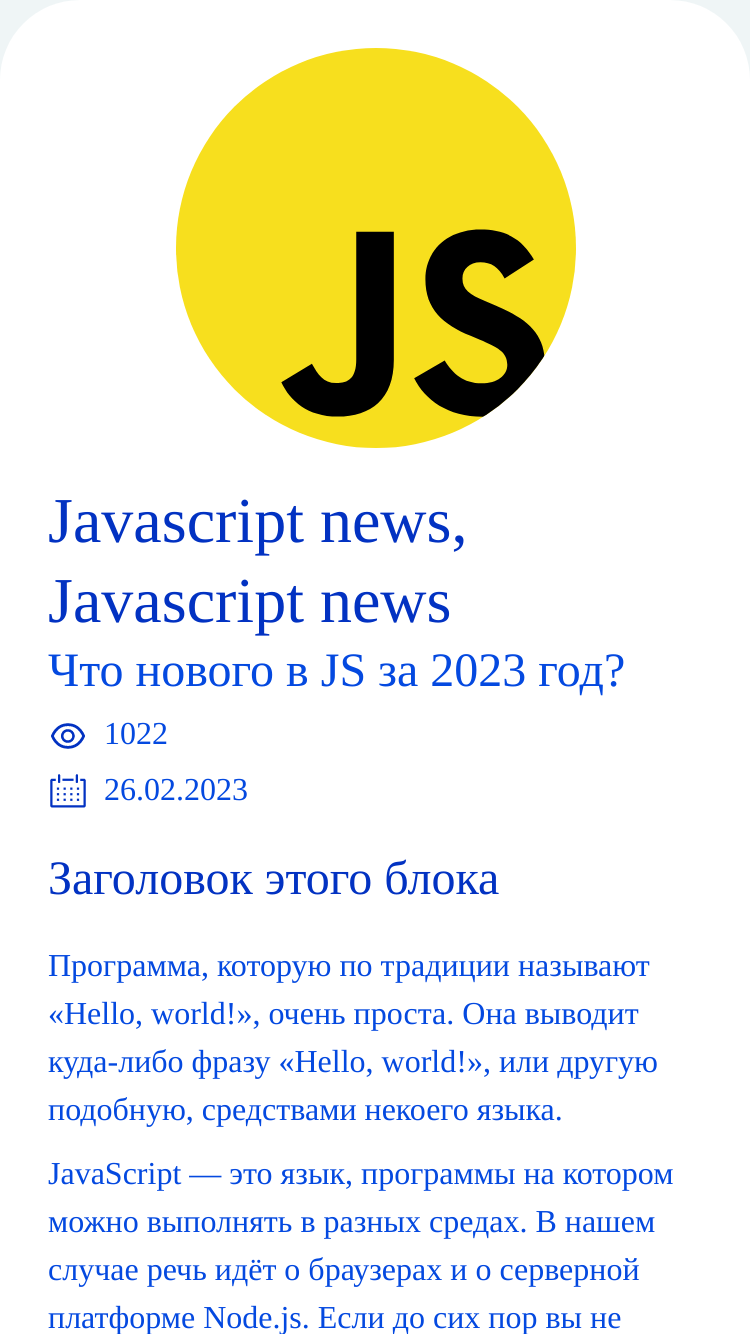 JS
Javascript news,
Javascript news
Что нового в JS за 2023 год?
1022
26.02.2023
Заголовок этого блока
Программа, которую по традиции называют
«Hello, world!», очень проста. Она выводит
куда-либо фразу «Hello, world!», или другую
подобную, средствами некоего языка.
JavaScript — это язык, программы на котором
можно выполнять в разных средах. В нашем
случае речь идёт о браузерах и о серверной
платформе Node.js. Если до сих пор вы не